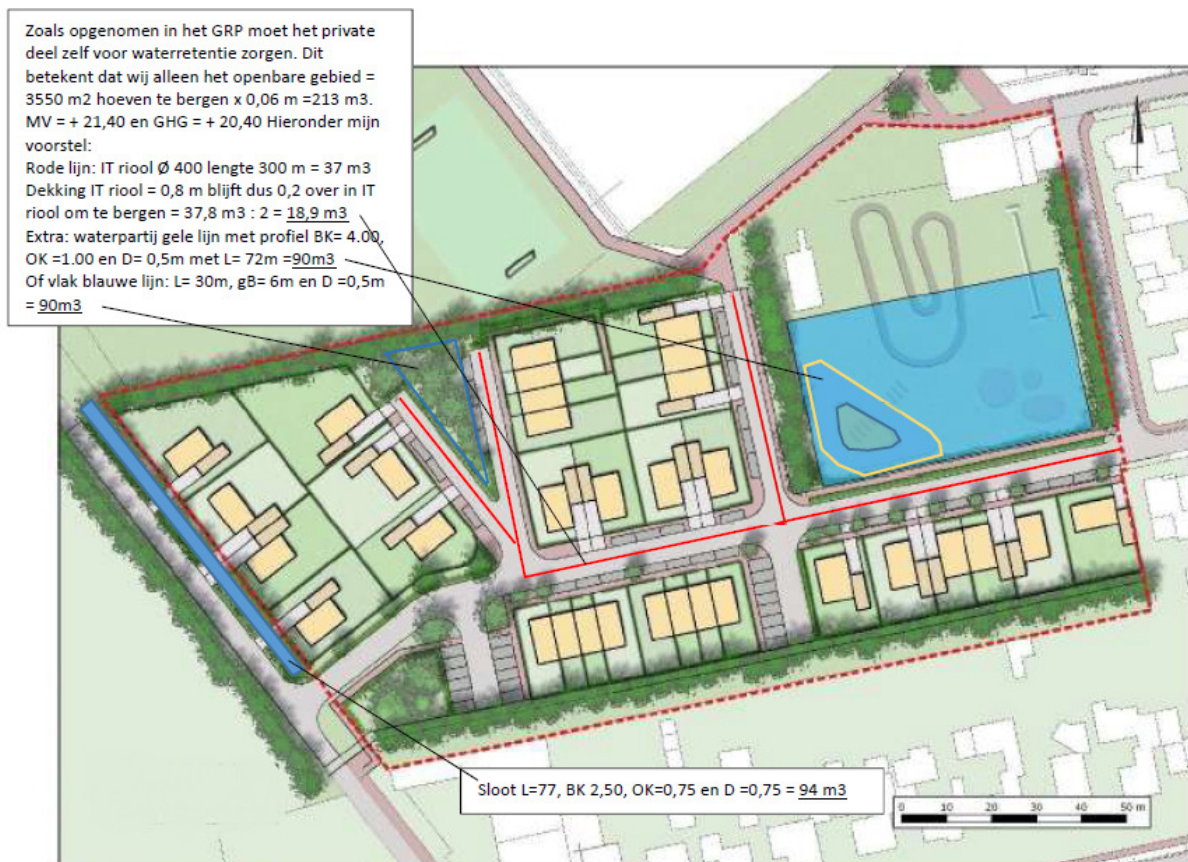 Zoals opgenomen in het GRP moet het private
deel zelf voor waterretentie zorgen. Dit
betekent dat wij alleen het openbare gebied =
3550 m2 hoeven te bergen x 0,06 m =213 m3.
MV = + 21,40 en GHG = + 20,40 Hieronder mijn
voorstel:
Rode lijn: IT riool Ø 400 lengte 300 m = 37 m3
Dekking IT riool = 0,8 m blijft dus 0,2 over in IT
riool om te bergen = 37,8 m3 : 2 = 18,9 m3
Extra: waterpartij gele lijn met profiel BK= 4.00,
OK =1.00 en D= 0,5m met L= 72m =90m3
Of vlak blauwe lijn: L= 30m, gB= 6m en D =0,5m
= 90m3
Sloot L=77, BK 2,50, OK=0,75 en D =0,75 = 94 m3
0 10 20 30 40 50 m